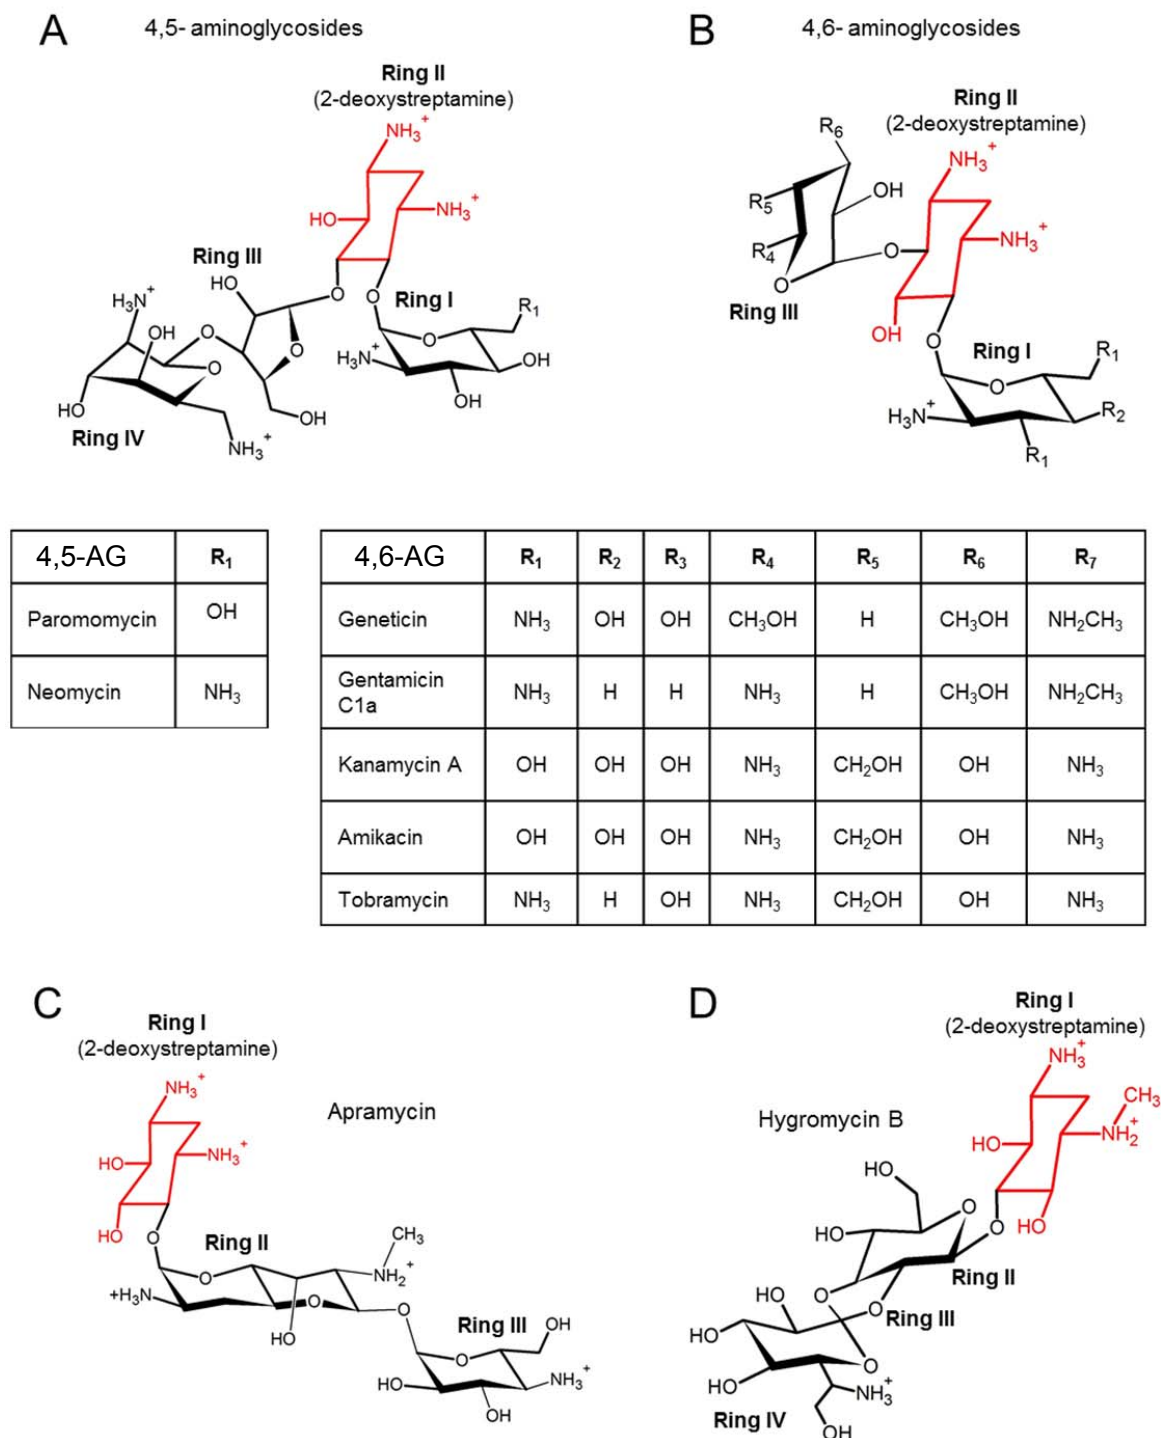 A
4,5- aminoglycosides
Ring II
(2-deoxystreptamine)
NH3+
HO
NH3+
Ring III
HO
O
O
Ring I
R1
H3N+
OH
O
O
O
O
H3N+
OH
HO
OH
OH
Ring IV
NH3+
B
4,6- aminoglycosides
Ring II
(2-deoxystreptamine)
R6
NH3+
OH
R5
R4
O
NH3+
O
Ring III
OH
O
Ring I
R1
O
H3N+
R2
R1
4,5-AG R1
Paromomycin OH
Neomycin NH3
4,6-AG R1 R2 R3 R4 R5 R6 R7
Geneticin NH3 OH OH CH3OH H CH3OH NH2CH3
Gentamicin
C1a NH3 H H NH3 H CH3OH NH2CH3
Kanamycin A OH OH OH NH3 CH2OH OH NH3
Amikacin OH OH OH NH3 CH2OH OH NH3
Tobramycin NH3 H OH NH3 CH2OH OH NH3
C
Ring I
(2-deoxystreptamine)
NH3+
Apramycin
HO
NH3+
HO
O
Ring II
CH3
O
NH2+
+H3N
O
O
HO
Ring III
OH
O
HO
NH3+
OH
D
Ring I
(2-deoxystreptamine)
NH3+
CH3
Hygromycin B
HO
NH2+
HO
O
HO
O
HO
Ring II
HO
O
O
Ring III
HO
O
HO
NH3+
Ring IV
OH